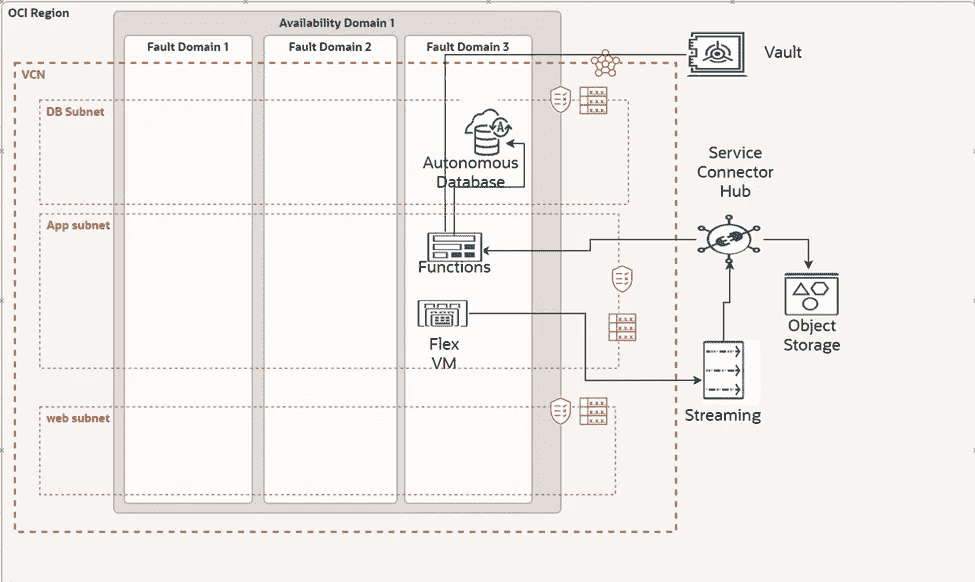 OCI Region
Availability Domain 1
Fault Domain 1
Fault Domain 2
Fault Domain 3
VCN
Vault
DB Subnet
Autonomous
Database
Service
Connector
Hub
App subnet
Functions
Flex
VM
Object
Storage
Streaming
web subnet